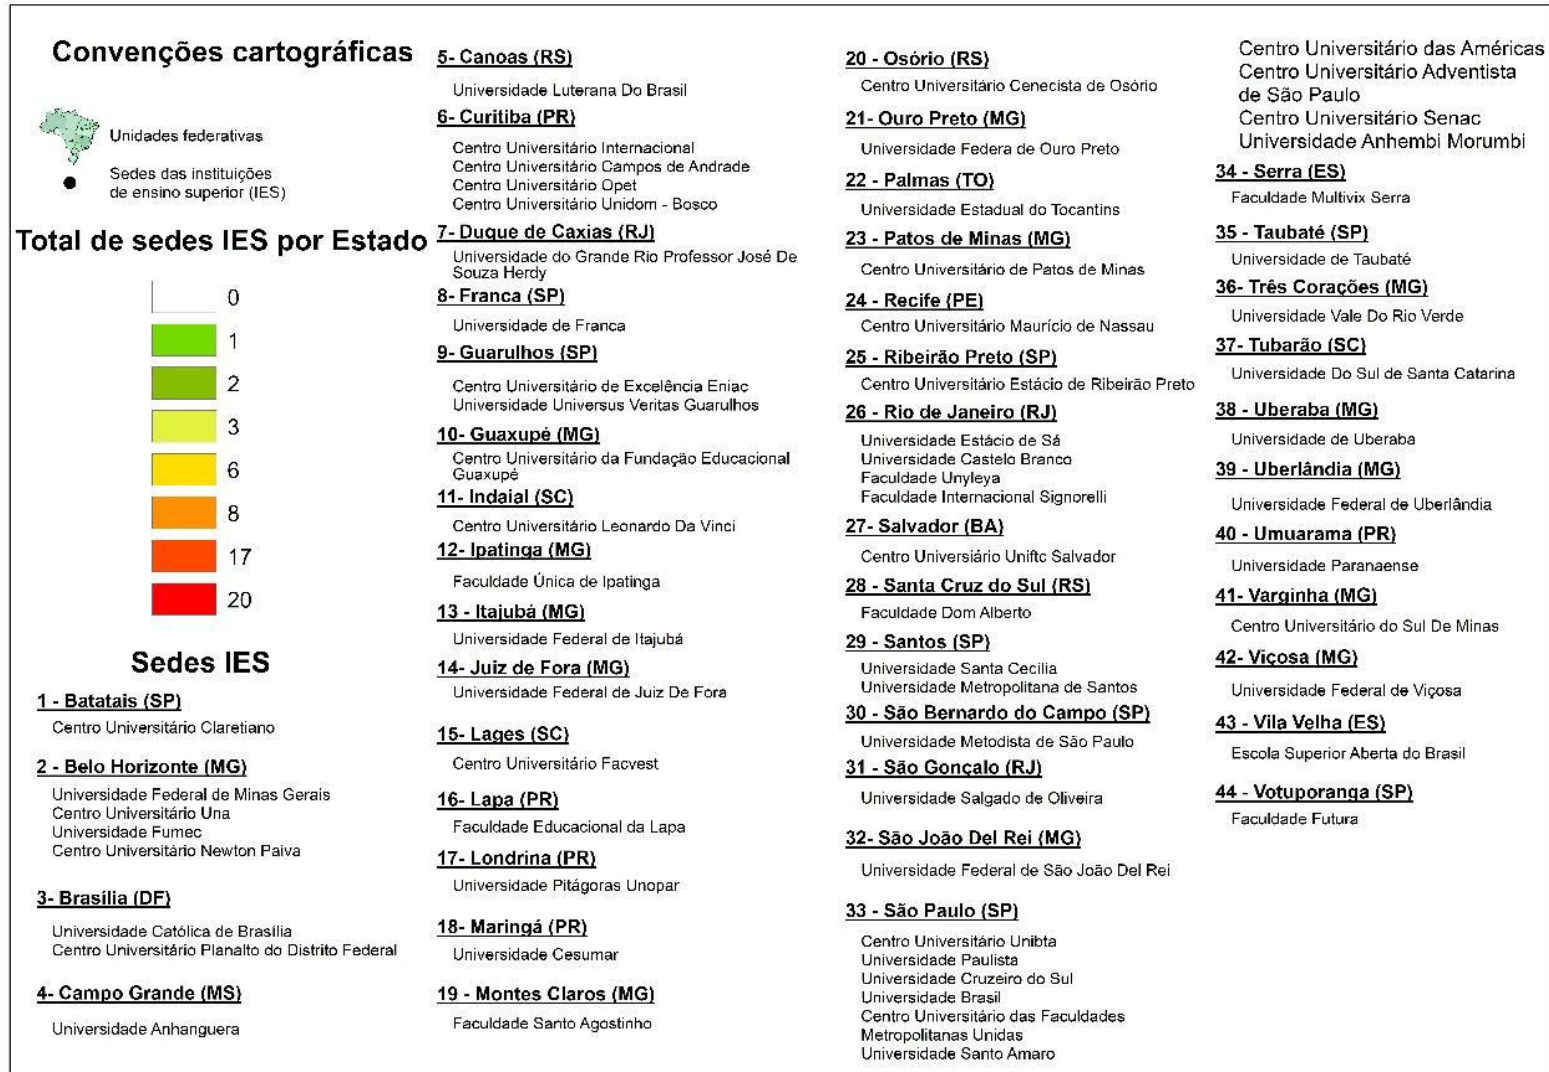 Convenções cartográficas
Unidades federativas
Sedes das instituições
de ensino superior (IES)
Total de sedes IES por Estado
0
1
2
3
6
8
17
20
Sedes IES
1 - Batatais (SP)
Centro Universitário Claretiano
2 - Belo Horizonte (MG)
Universidade Federal de Minas Gerais
Centro Universitário Una
Universidade Fumec
Centro Universitário Newton Paiva
3- Brasília (DF)
Universidade Católica de Brasília
Centro Universitário Planalto do Distrito Federal
4- Campo Grande (MS)
Universidade Anhanguera
5- Canoas (RS)
Universidade Luterana Do Brasil
6- Curitiba (PR)
Centro Universitário Internacional
Centro Universitário Campos de Andrade
Centro Universitário Opet
Centro Universitário Unidom - Bosco
7- Duque de Caxias (RJ)
Universidade do Grande Rio Professor José De
Souza Herdy
8- Franca (SP)
Universidade de Franca
9- Guarulhos (SP)
Centro Universitário de Excelência Eniac
Universidade Universus Veritas Guarulhos
10- Guaxupé (MG)
Centro Universitário da Fundação Educacional
Guaxupé
11- Indaial (SC)
Centro Universitário Leonardo Da Vinci
12- Ipatinga (MG)
Faculdade Única de Ipatinga
13 - Itajubá (MG)
Universidade Federal de Itajubá
14- Juiz de Fora (MG)
Universidade Federal de Juiz De Fora
15- Lages (SC)
Centro Universitário Facvest
16- Lapa (PR)
Faculdade Educacional da Lapa
17- Londrina (PR)
Universidade Pitágoras Unopar
18- Maringá (PR)
Universidade Cesumar
19 - Montes Claros (MG)
Faculdade Santo Agostinho
20 - Osório (RS)
Centro Universitário Cenecista de Osório
21- Ouro Preto (MG)
Universidade Federa de Ouro Preto
22 - Palmas (TO)
Universidade Estadual do Tocantins
23 - Patos de Minas (MG)
Centro Universitário de Patos de Minas
24 - Recife (PE)
Centro Universitário Maurício de Nassau
25 - Ribeirão Preto (SP)
Centro Universitário Estácio de Ribeirão Preto
26 - Rio de Janeiro (RJ)
Universidade Estácio de Sá
Universidade Castelo Branco
Faculdade Unyleya
Faculdade Internacional Signorelli
27- Salvador (BA)
Centro Universiário Uniftc Salvador
28 - Santa Cruz do Sul (RS)
Faculdade Dom Alberto
29 - Santos (SP)
Universidade Santa Cecília
Universidade Metropolitana de Santos
30 - São Bernardo do Campo (SP)
Universidade Metodista de São Paulo
31 - São Gonçalo (RJ)
Universidade Salgado de Oliveira
32- São João Del Rei (MG)
Universidade Federal de São João Del Rei
33 - São Paulo (SP)
Centro Universitário Unibta
Universidade Paulista
Universidade Cruzeiro do Sul
Universidade Brasil
Centro Universitário das Faculdades
Metropolitanas Unidas
Universidade Santo Amaro
Centro Universitário das Américas
Centro Universitário Adventista
de São Paulo
Centro Universitário Senac
Universidade Anhembi Morumbi
34 - Serra (ES)
Faculdade Multivix Serra
35 - Taubaté (SP)
Universidade de Taubaté
36- Três Corações (MG)
Universidade Vale Do Rio Verde
37- Tubarão (SC)
Universidade Do Sul de Santa Catarina
38 - Uberaba (MG)
Universidade de Uberaba
39 - Uberlândia (MG)
Universidade Federal de Uberlândia
40 - Umuarama (PR)
Universidade Paranaense
41- Varginha (MG)
Centro Universitário do Sul De Minas
42- Viçosa (MG)
Universidade Federal de Viçosa
43 - Vila Velha (ES)
Escola Superior Aberta do Brasil
44 - Votuporanga (SP)
Faculdade Futura